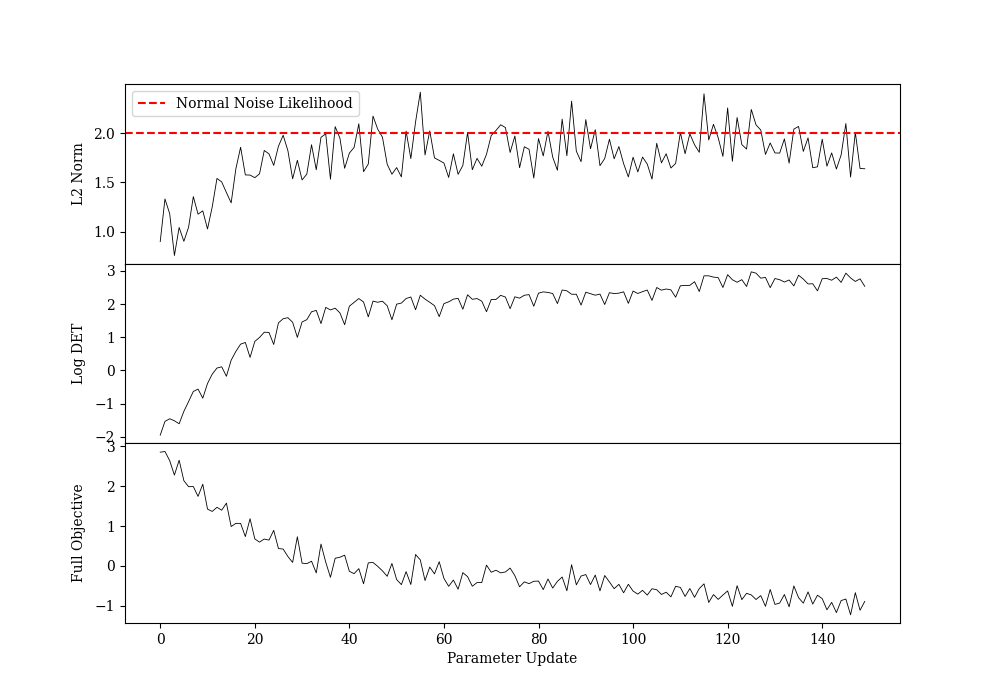 Normal Noise Likelihood
2.0
1.5
1.0
L2 Norm
3
2
1
0
−1
−2
Log DET
3
2
1
0
−1
Full Objective
0 20 40 60 80 100 120 140
Parameter Update